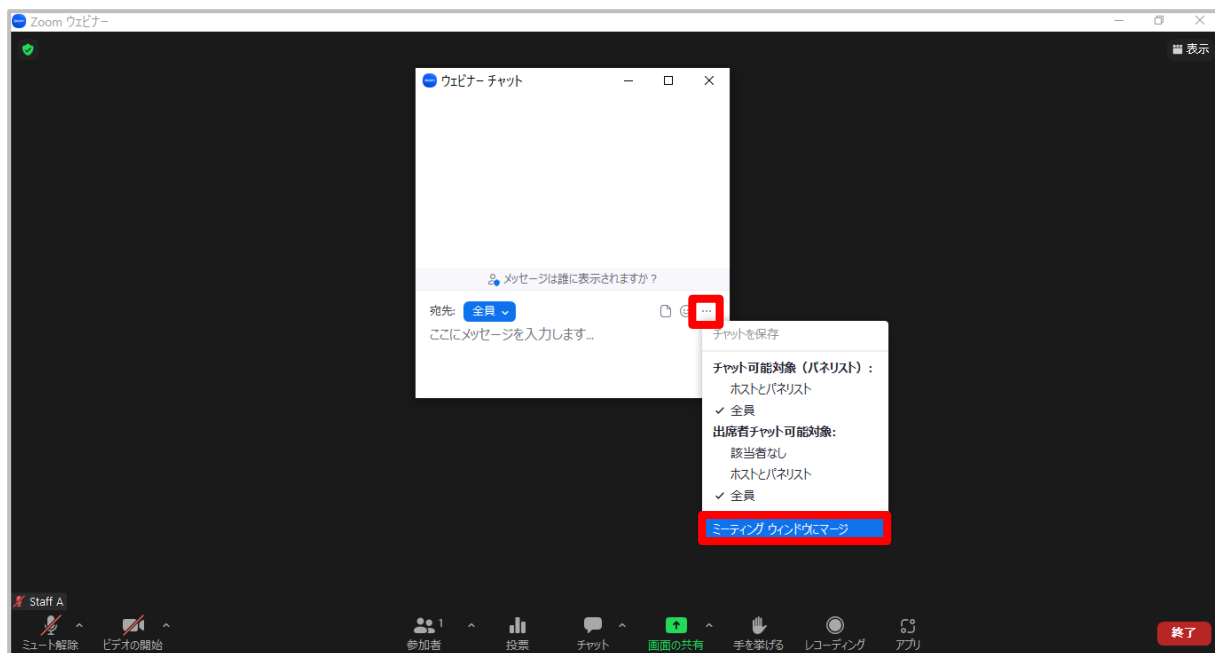 Zoom ウェビナー
表示
ウェビナー チャット
メッセージは誰に表示されますか？
宛先: 全員
ここにメッセージを入力します...
チャットを保存
チャット可能対象（パネリスト）:
ホストとパネリスト
✓ 全員
出席者チャット可能対象:
該当者なし
ホストとパネリスト
✓ 全員
ミーティング ウィンドウにマージ
Staff A
1
ミュート解除 ビデオの開始 参加者 投票 チャット 画面の共有 手を挙げる レコーディング アプリ 終了